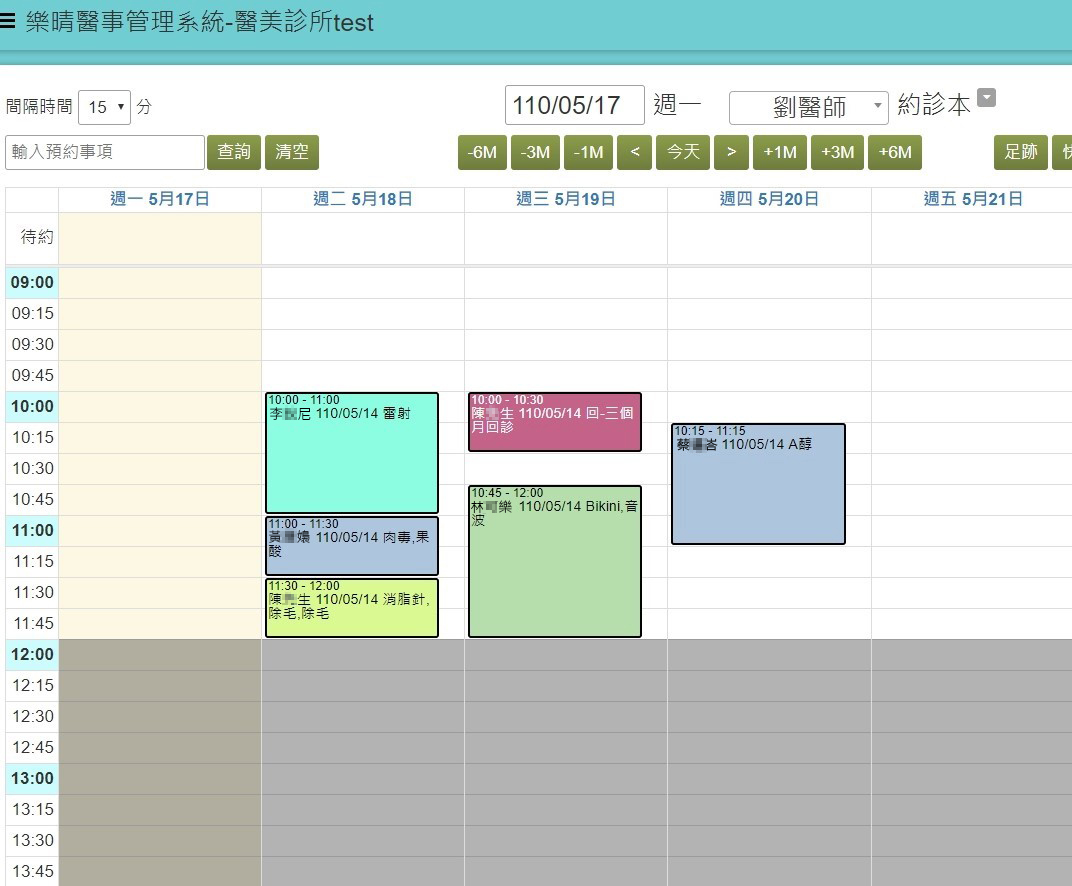 樂晴醫事管理系統-醫美診所test
間隔時間 15 分
110/05/17 週一 劉醫師 約診本
輸入預約事項 查詢 清空 -6M -3M -1M < 今天 > +1M +3M +6M 足跡
週一 5月17日 週二 5月18日 週三 5月19日 週四 5月20日 週五 5月21日
待約
09:00
09:15
09:30
09:45
10:00
10:15
10:30
10:45
11:00
11:15
11:30
11:45
12:00
12:15
12:30
12:45
13:00
13:15
13:30
13:45
10:00 - 11:00
李 尼 110/05/14 雷射
11:00 - 11:30
黃 110/05/14 肉毒,果
酸
11:30 - 12:00
陳 生 110/05/14 消脂針,
除毛,除毛
10:00 - 10:30
陳 生 110/05/14 回-三個
月回診
10:45 - 12:00
林 樂 110/05/14 Bikini,音
波
10:15 - 11:15
蔡 峇 110/05/14 A醇